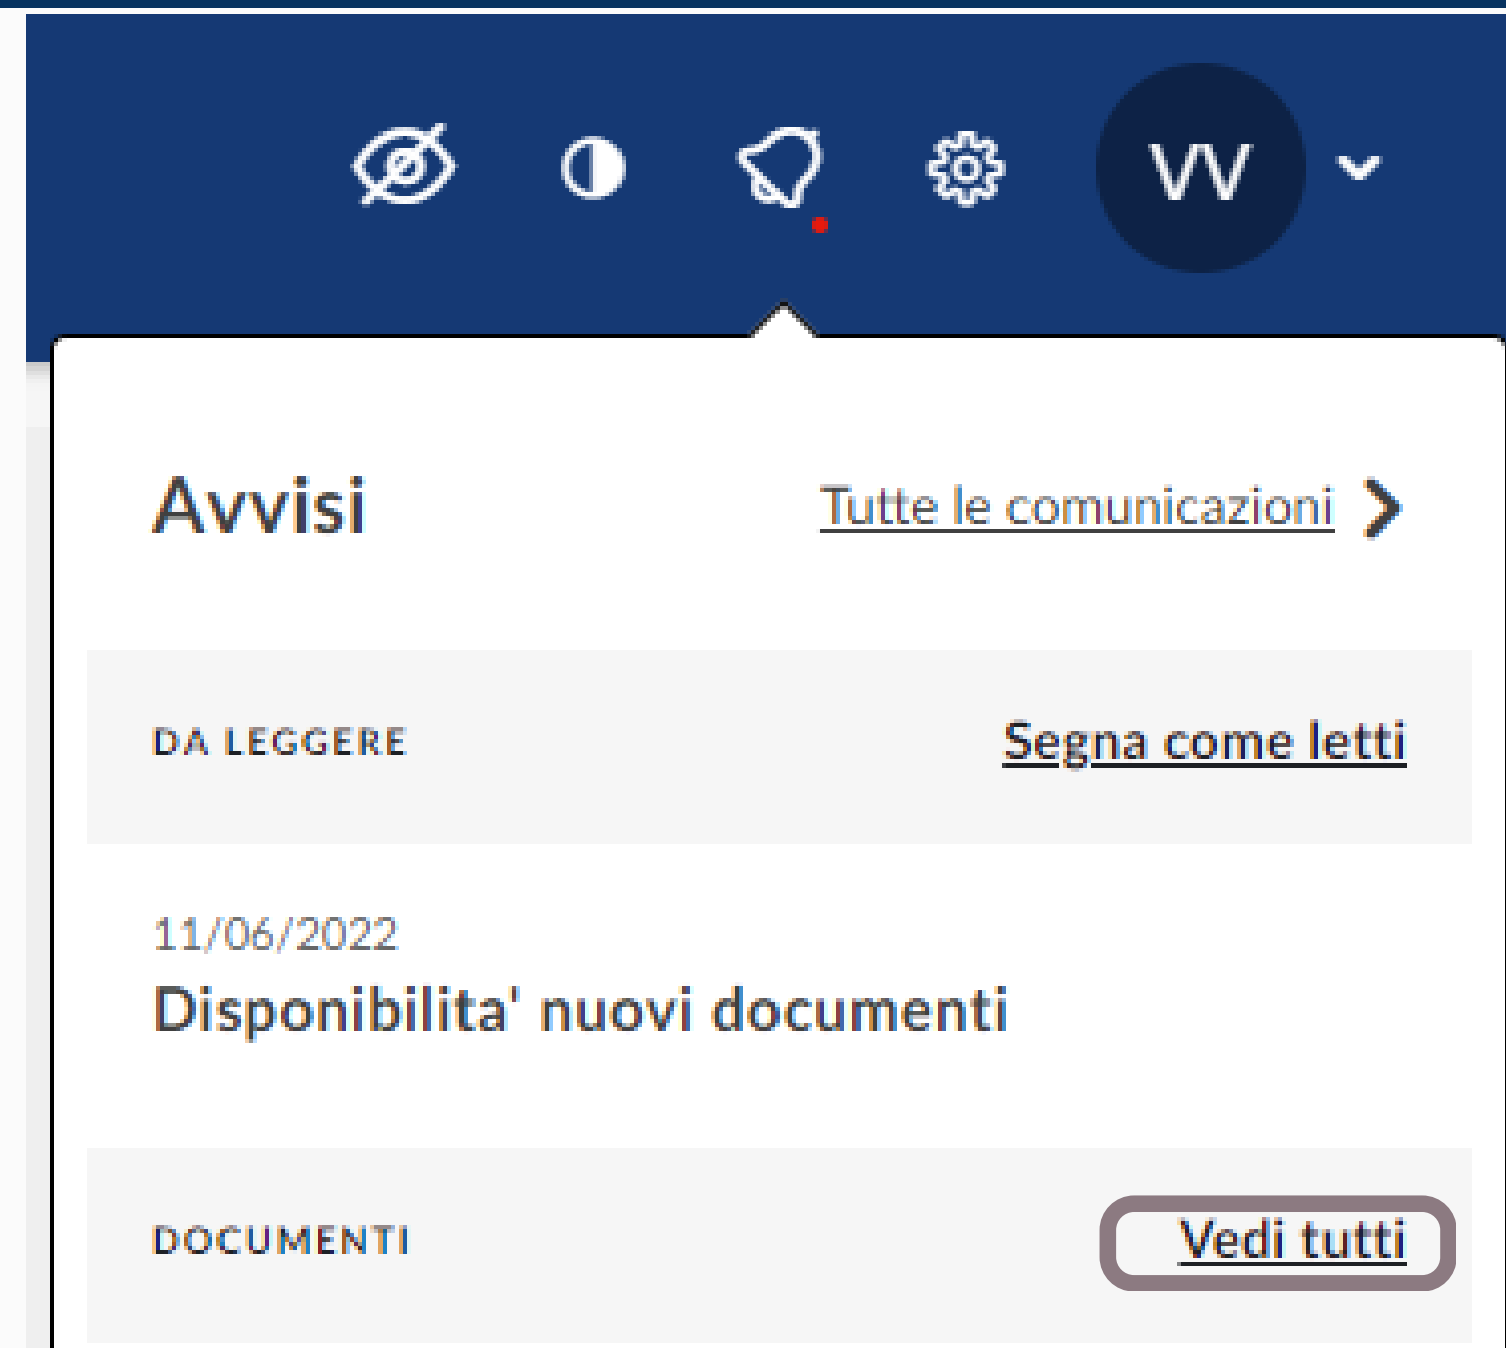 VV
Avvisi Tutte le comunicazioni
DA LEGGERE Segna come letti
11/06/2022
Disponibilita' nuovi documenti
DOCUMENTI Vedi tutti